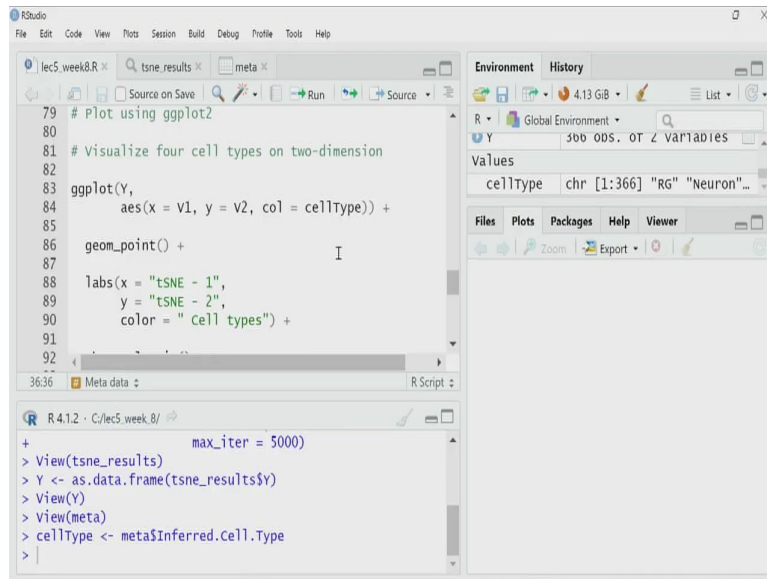 RStudio
File Edit Code View Plots Session Build Debug Profile Tools Help
lec5_week8.R tsne_results meta
Source on Save Run Source
79 # Plot using ggplot2
80
81 # Visualize four cell types on two-dimension
82
83 ggplot(Y,
84 aes(x = V1, y = V2, col = cellType)) +
85
86 geom_point() +
87
88 labs(x = "tSNE - 1",
89 y = "tSNE - 2",
90 color = " Cell types") +
91
92
36:36 # Meta data R Script
R 4.1.2 · C:/lec5_week_8/
+ max_iter = 5000)
> View(tsne_results)
> Y <- as.data.frame(tsne_results$Y)
> View(Y)
> View(meta)
> cellType <- meta$Inferred.Cell.Type
>
Environment History
4.13 GiB List
R Global Environment
Y 366 obs. of 2 variables
Values
cellType chr [1:366] "RG" "Neuron"…
Files Plots Packages Help Viewer
Zoom Export